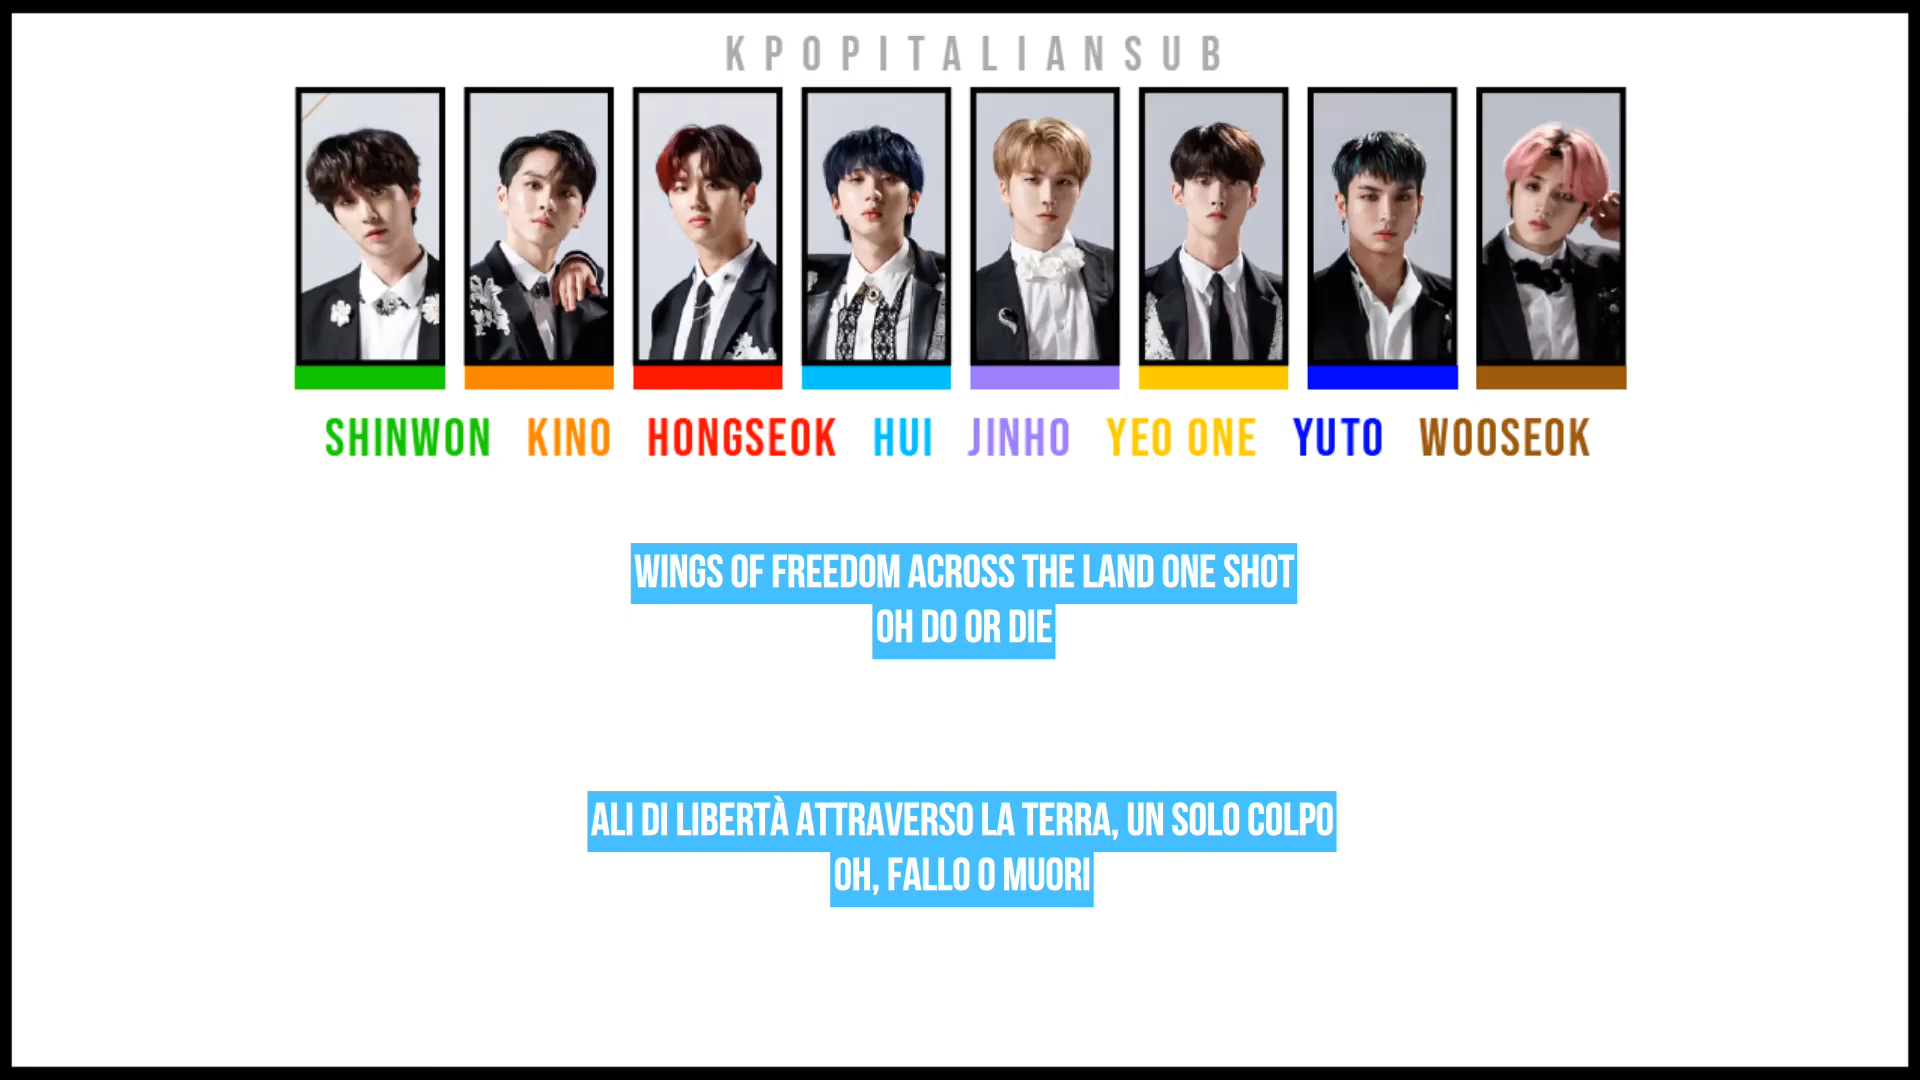 KPOPITALIANSUB
SHINWON KINO HONGSEOK HUI JINHO YEO ONE YUTO WOOSEOK
WINGS OF FREEDOM ACROSS THE LAND ONE SHOT
OH DO OR DIE
ALI DI LIBERTÀ ATTRAVERSO LA TERRA, UN SOLO COLPO
OH, FALLO O MUORI